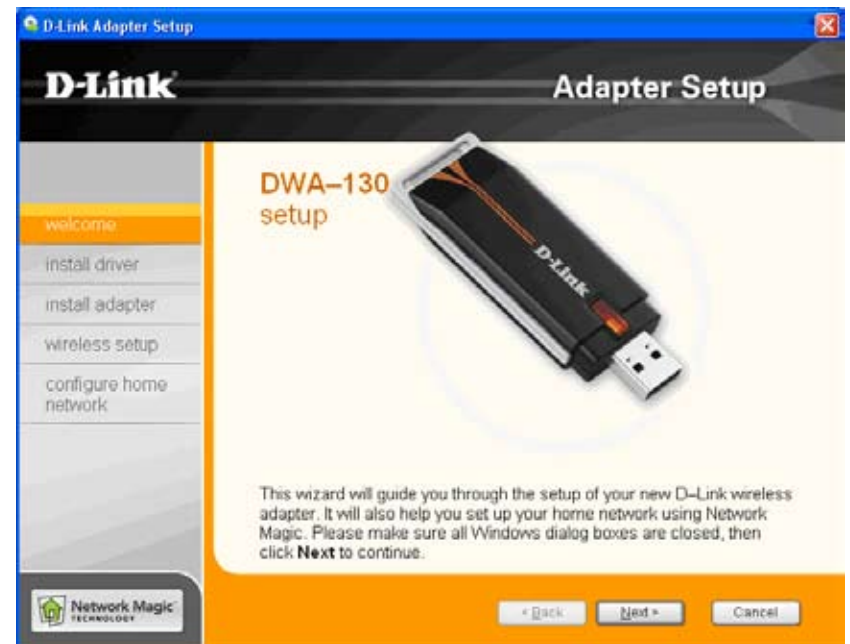 D-Link Adapter Setup
D-Link
Adapter Setup
welcome
install driver
install adapter
wireless setup
configure home
network
DWA–130
setup
D-Link
This wizard will guide you through the setup of your new D–Link wireless
adapter. It will also help you set up your home network using Network
Magic. Please make sure all Windows dialog boxes are closed, then
click Next to continue.
Network Magic
TECHNOLOGY
< Back
Next >
Cancel